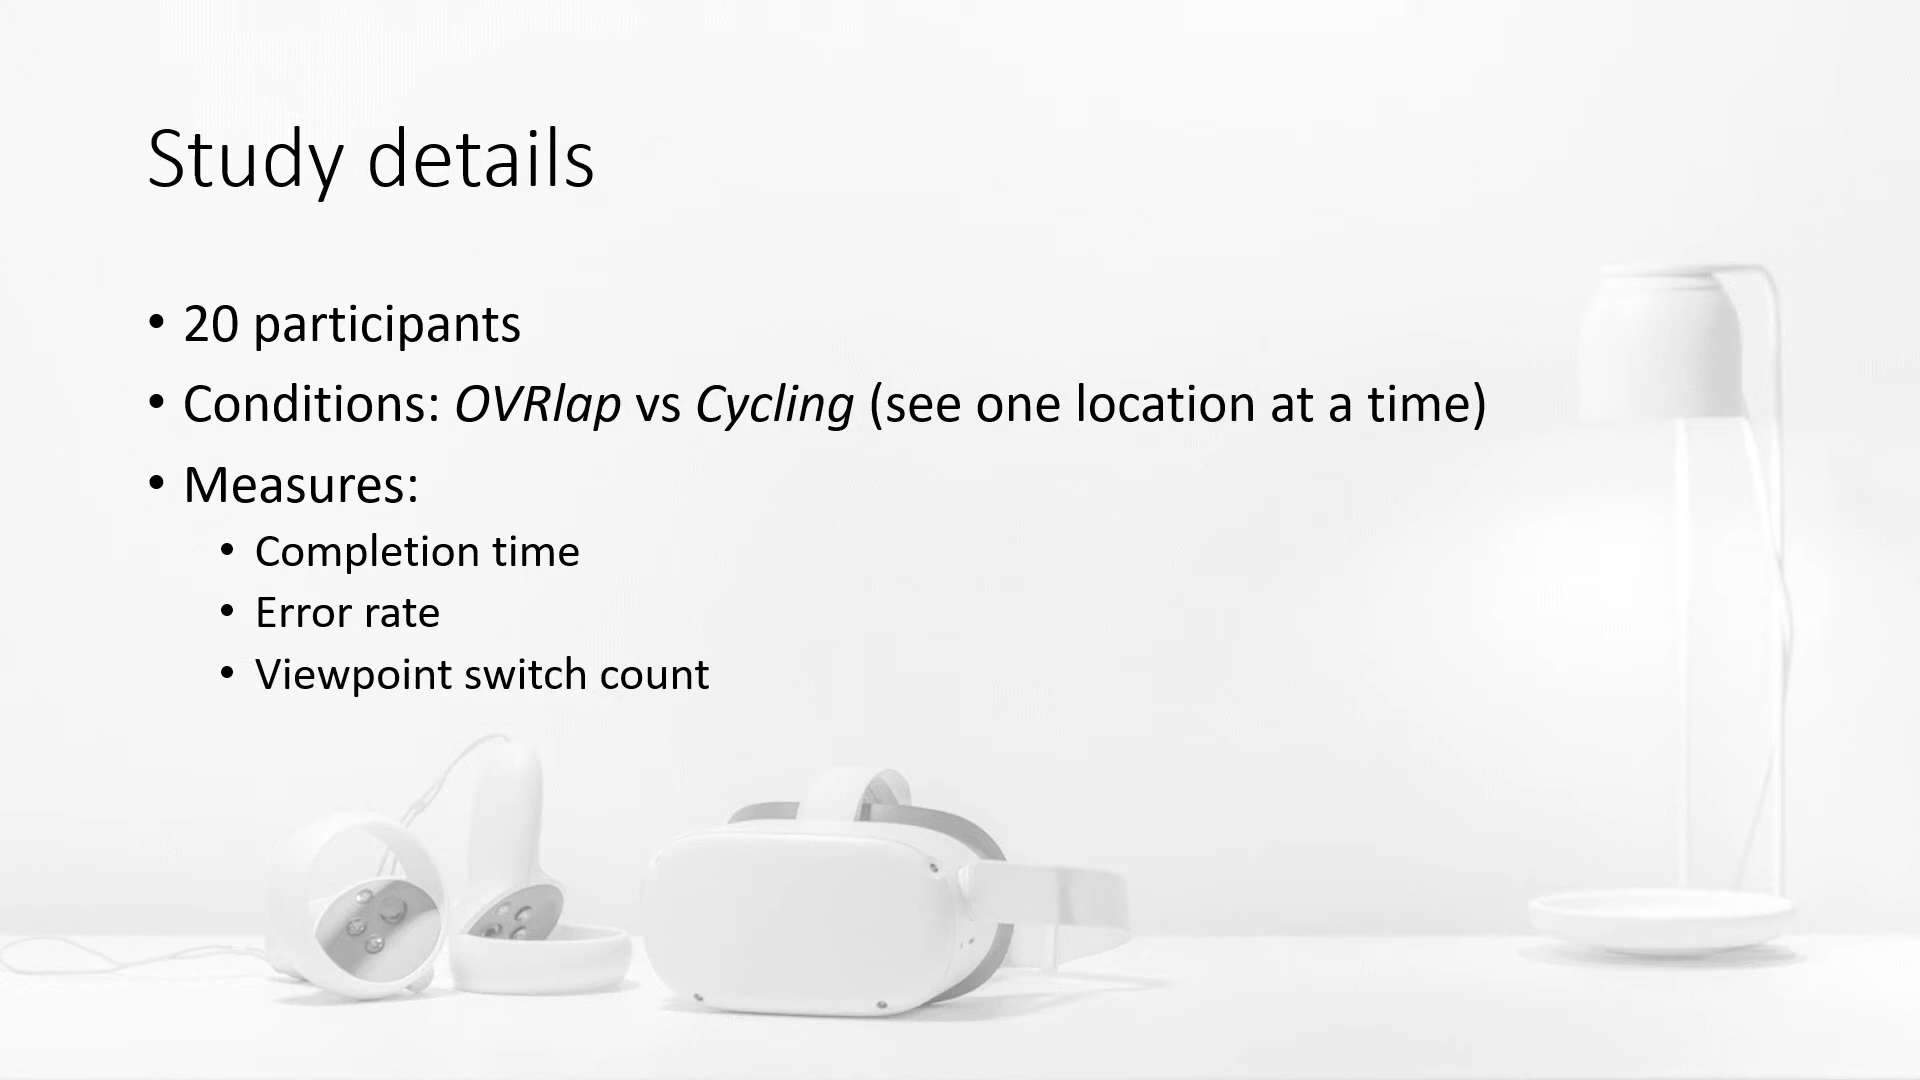 Study details
• 20 participants
• Conditions: OVRlap vs Cycling (see one location at a time)
• Measures:
• Completion time
• Error rate
• Viewpoint switch count